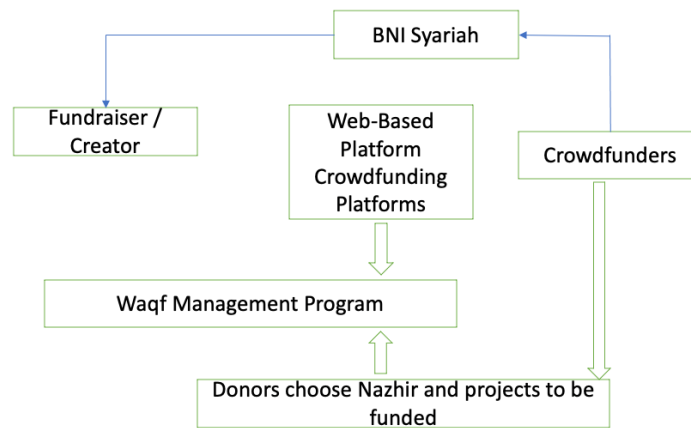 BNI Syariah
Fundraiser /
Creator
Web-Based
Platform
Crowdfunding
Platforms
Crowdfunders
Waqf Management Program
Donors choose Nazhir and projects to be
funded